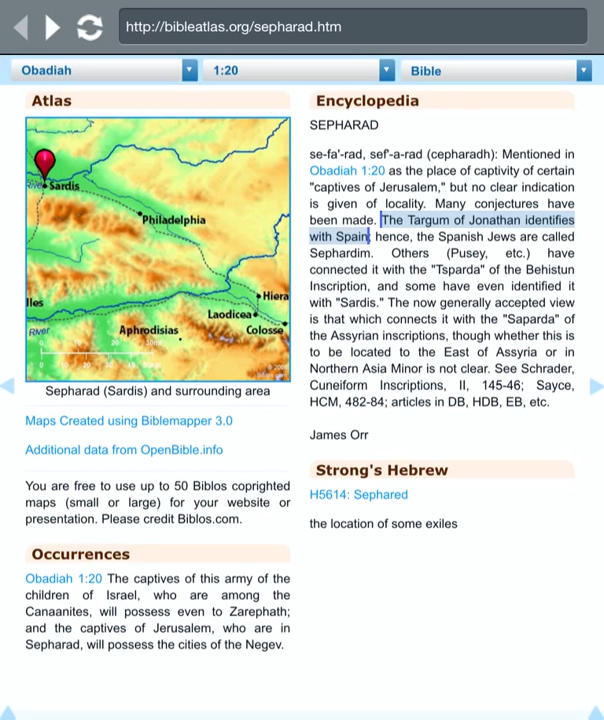 http://bibleatlas.org/sepharad.htm
Obadiah
1:20
Bible
Atlas
River
Sardis
Philadelphia
Hiera
Laodicea
lles
River
Aphrodisias
Colosse
Sepharad (Sardis) and surrounding area
Maps Created using Biblemapper 3.0
Additional data from OpenBible.info
You are free to use up to 50 Biblos coprighted
maps (small or large) for your website or
presentation. Please credit Biblos.com.
Occurrences
Obadiah 1:20 The captives of this army of the
children of Israel, who are among the
Canaanites, will possess even to Zarephath;
and the captives of Jerusalem, who are in
Sepharad, will possess the cities of the Negev.
Encyclopedia
SEPHARAD
se-fa'-rad, sef'-a-rad (cepharadh): Mentioned in
Obadiah 1:20 as the place of captivity of certain
"captives of Jerusalem," but no clear indication
is given of locality. Many conjectures have
been made. The Targum of Jonathan identifies
with Spain; hence, the Spanish Jews are called
Sephardim. Others (Pusey, etc.) have
connected it with the "Tsparda" of the Behistun
Inscription, and some have even identified it
with "Sardis." The now generally accepted view
is that which connects it with the "Saparda" of
the Assyrian inscriptions, though whether this is
to be located to the East of Assyria or in
Northern Asia Minor is not clear. See Schrader,
Cuneiform Inscriptions, II, 145-46; Sayce,
HCM, 482-84; articles in DB, HDB, EB, etc.
James Orr
Strong's Hebrew
H5614: Sephared
the location of some exiles